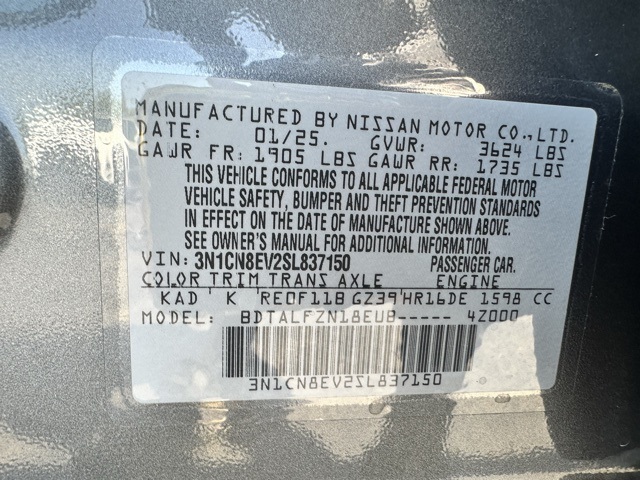 MANUFACTURED BY NISSAN MOTOR CO.,LTD.
DATE: 01/25. GVWR: 3624 LBS
GAWR FR: 1905 LBS GAWR RR: 1735 LBS
THIS VEHICLE CONFORMS TO ALL APPLICABLE FEDERAL MOTOR
VEHICLE SAFETY, BUMPER AND THEFT PREVENTION STANDARDS
IN EFFECT ON THE DATE OF MANUFACTURE SHOWN ABOVE.
SEE OWNER'S MANUAL FOR ADDITIONAL INFORMATION.
VIN: 3N1CN8EV2SL837150 PASSENGER CAR.
COLOR TRIM TRANS AXLE ENGINE
KAD ' K ' RE0F11B GZ39'HR16DE 1598 CC
MODEL: BDTALFZN18EUB----- 4Z000
3N1CN8EV2SL837150